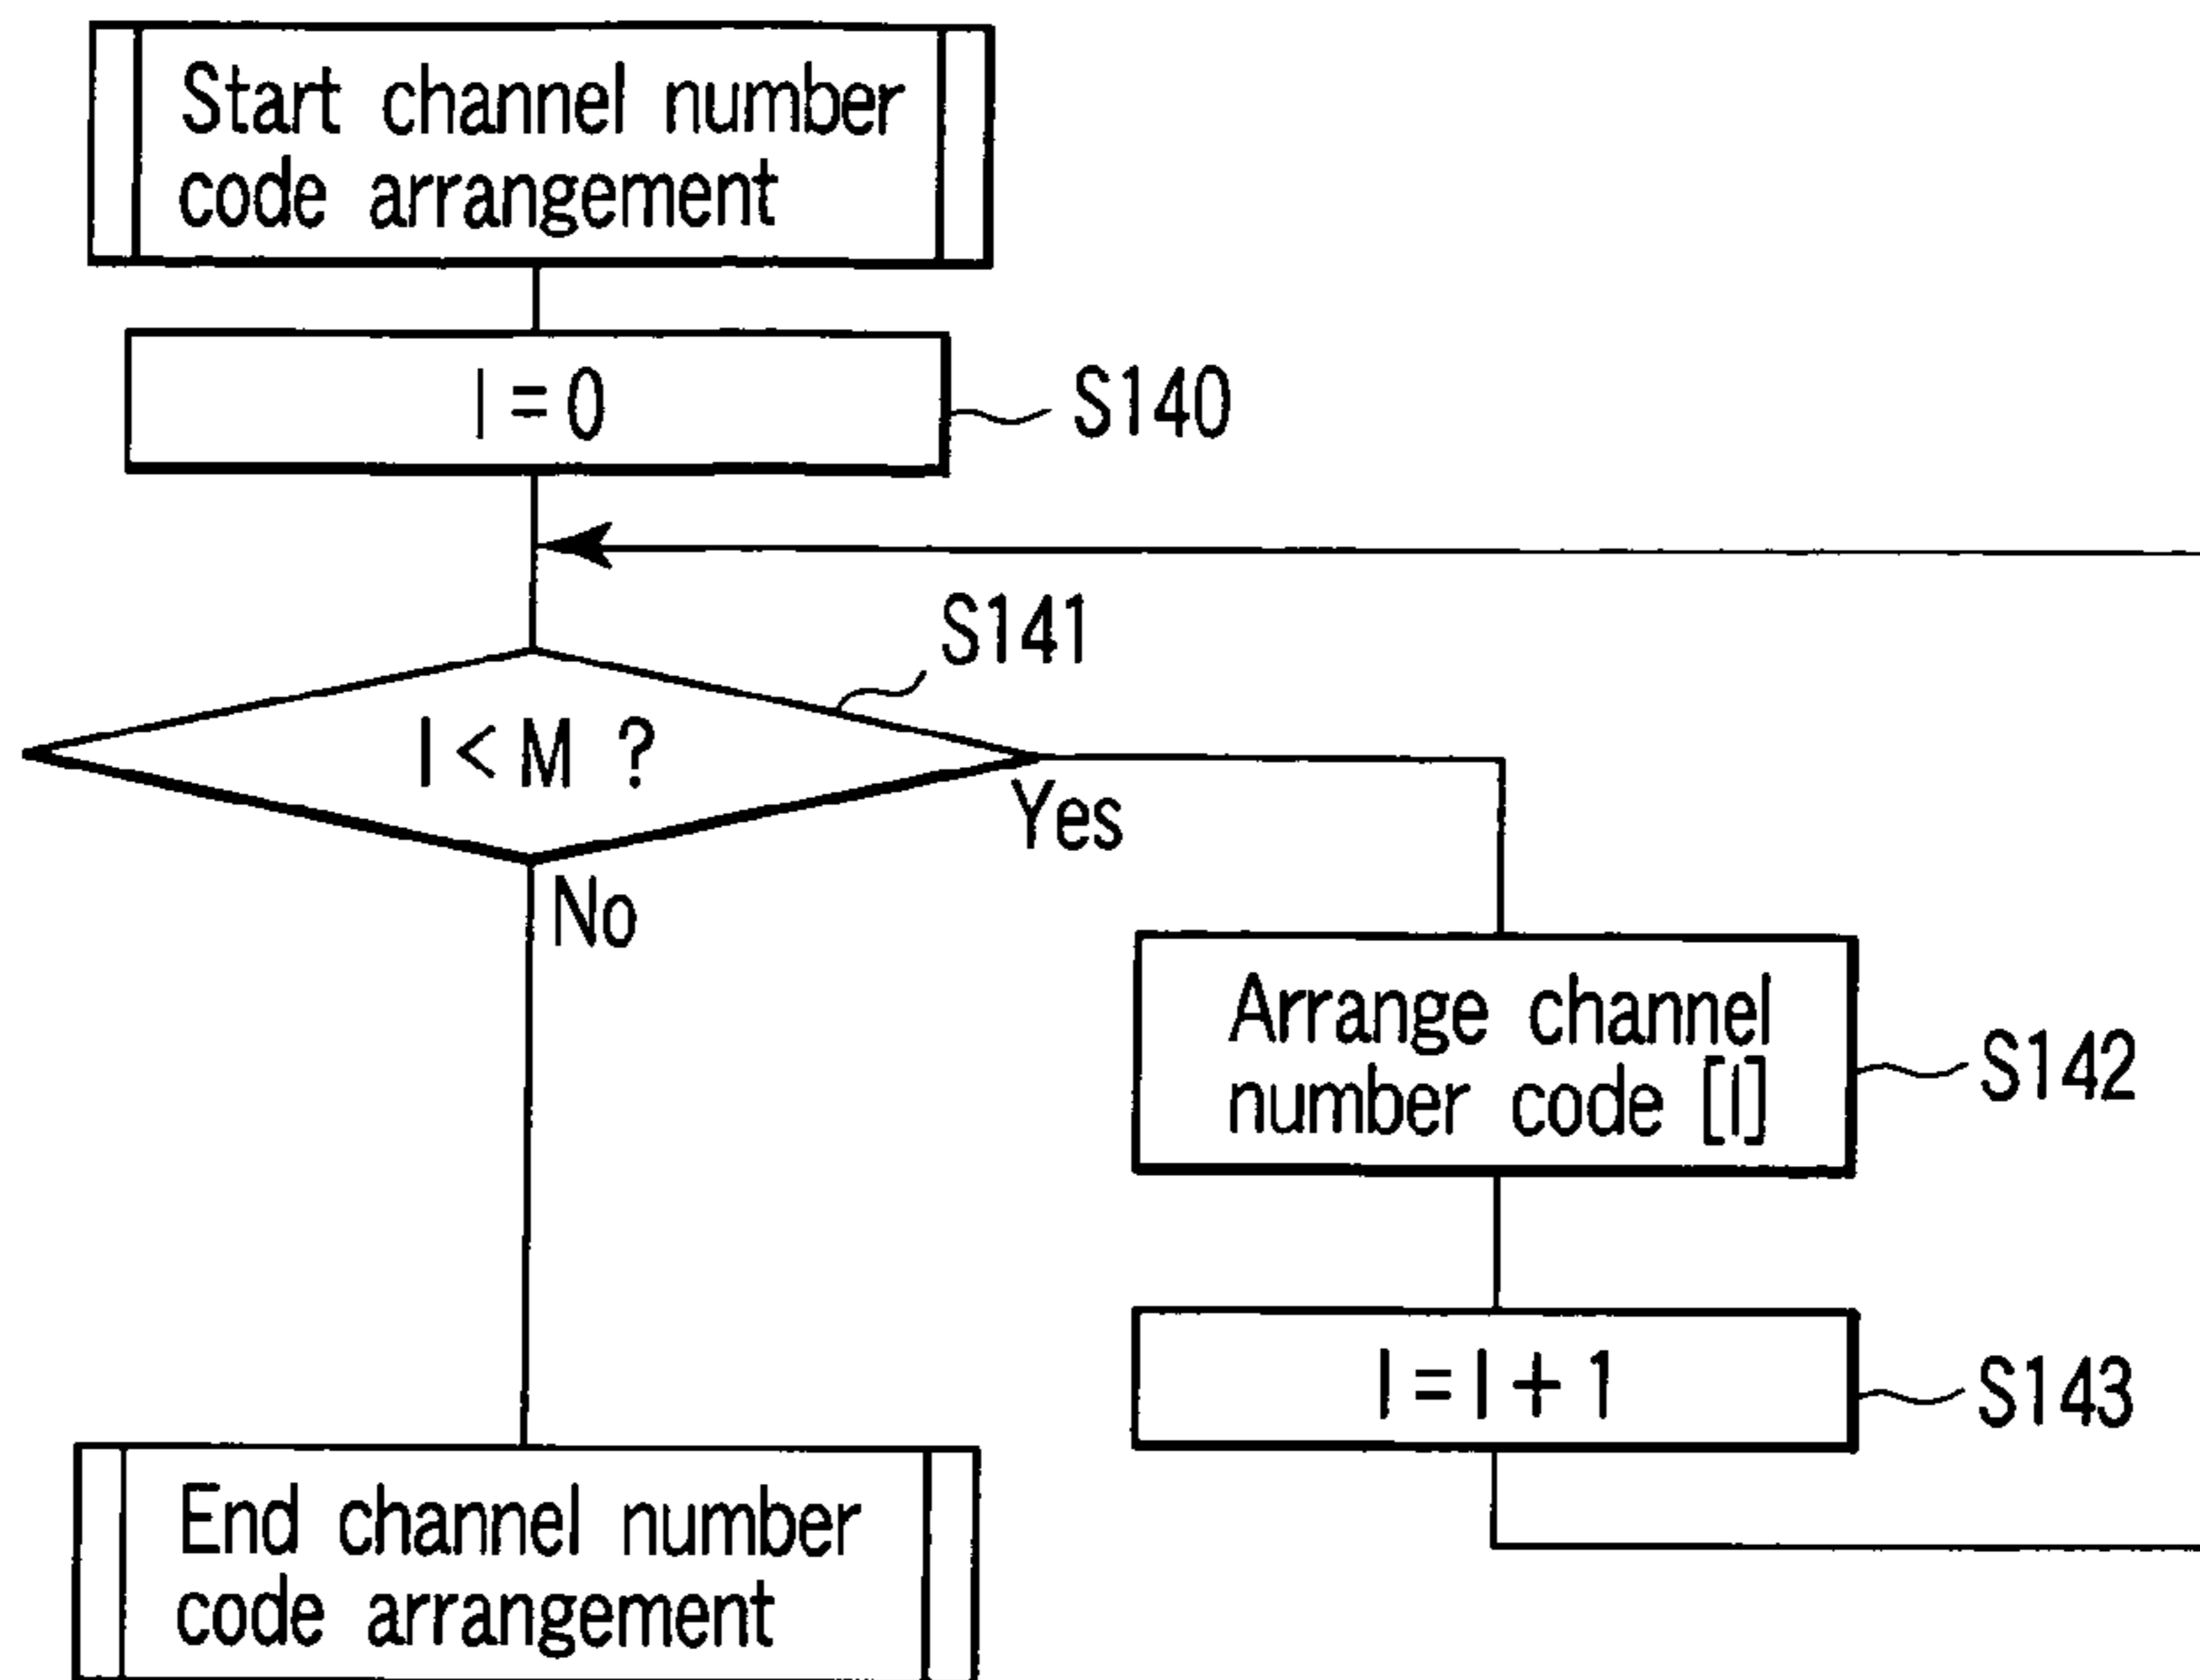 Start channel number
code arrangement
I = 0
S140
S141
I < M ?
Yes
No
Arrange channel
number code [I]
S142
I = I + 1
S143
End channel number
code arrangement